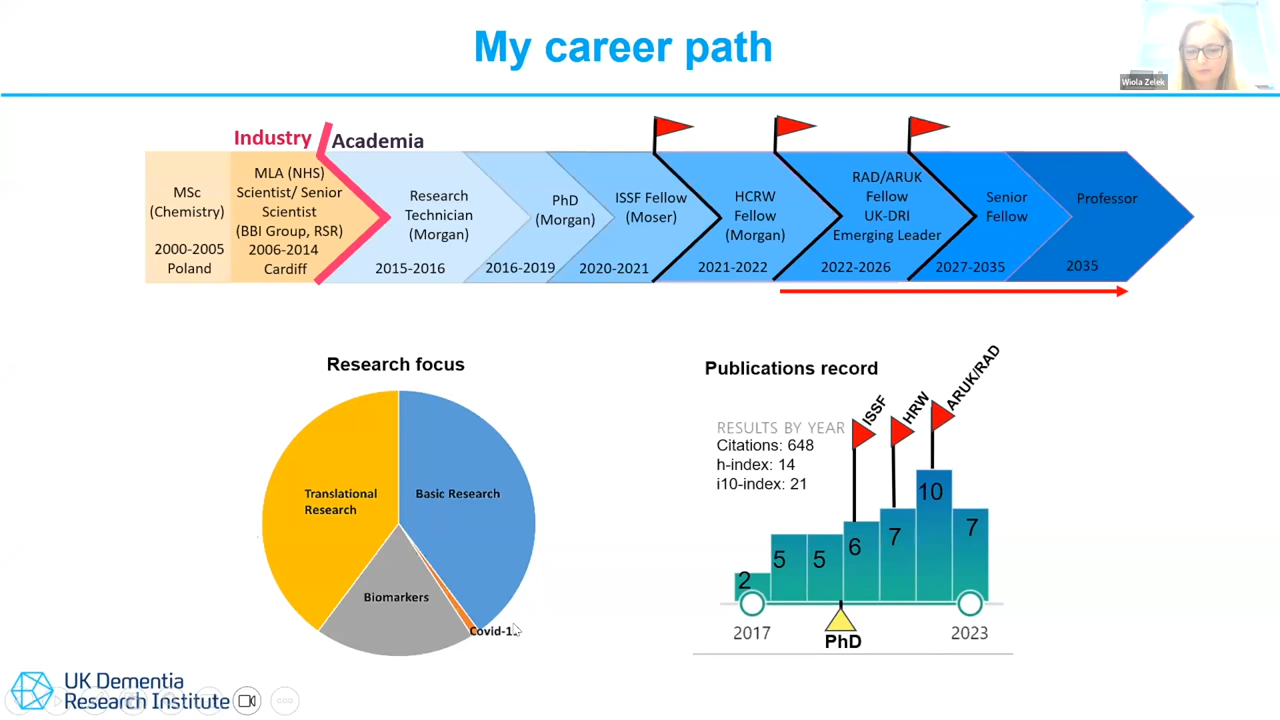 My career path
Wiola Zelek
Industry
Academia
MSc
(Chemistry)
2000-2005
Poland
MLA (NHS)
Scientist/ Senior
Scientist
(BBI Group, RSR)
2006-2014
Cardiff
Research
Technician
(Morgan)
2015-2016
PhD
(Morgan)
2016-2019
ISSF Fellow
(Moser)
2020-2021
HCRW
Fellow
(Morgan)
2021-2022
RAD/ARUK
Fellow
UK-DRI
Emerging Leader
2022-2026
Senior
Fellow
2027-2035
Professor
2035
Research focus
Translational
Research
Basic Research
Biomarkers
Covid-1
Publications record
RESULTS BY YEAR
Citations: 648
h-index: 14
i10-index: 21
ISSF
HRW
ARUK/RAD
2
5
5
6
7
10
7
2017
2023
PhD
UK Dementia
Research Institute